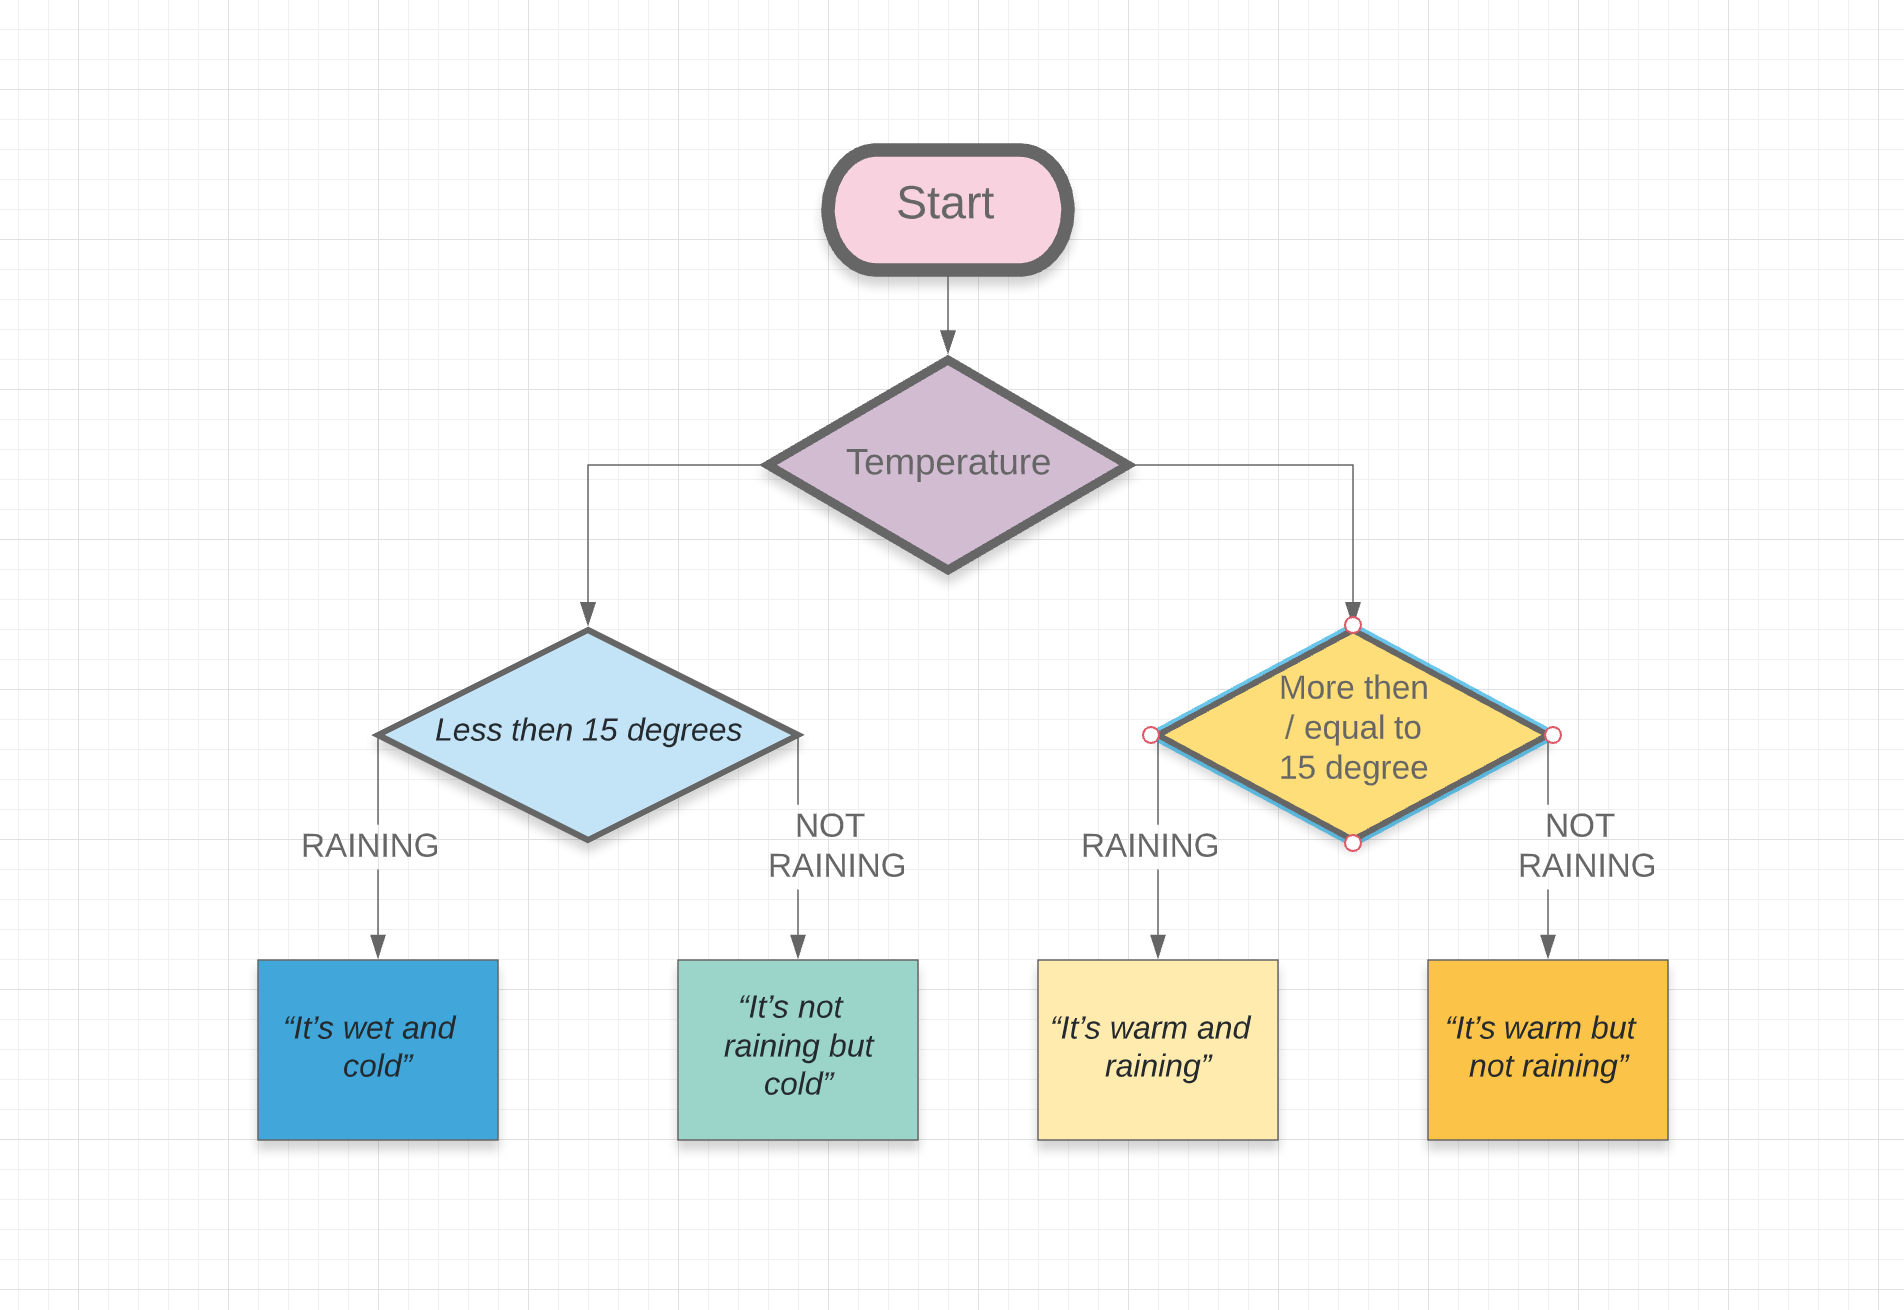 Start
Temperature
Less then 15 degrees
More then
/ equal to
15 degree
RAINING
NOT
RAINING
RAINING
NOT
RAINING
“It’s wet and
cold”
“It’s not
raining but
cold”
“It’s warm and
raining”
“It’s warm but
not raining”